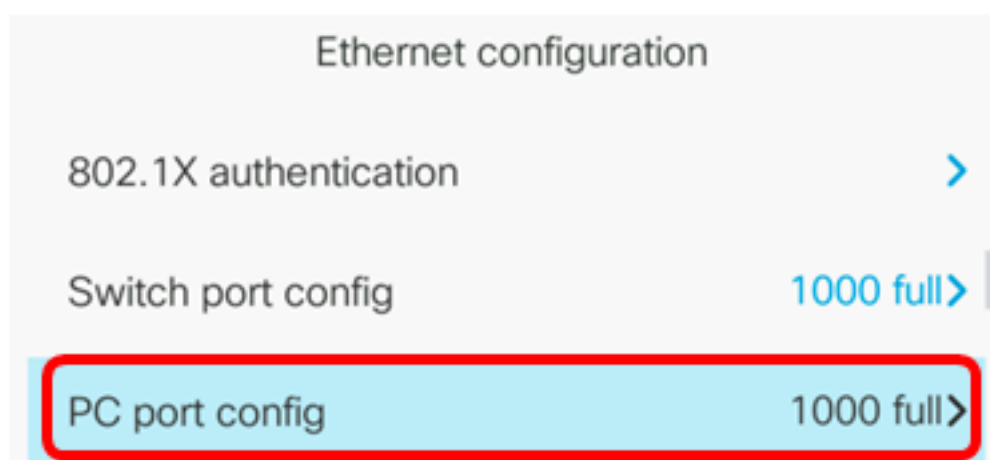 Ethernet configuration
802.1X authentication
Switch port config 1000 full
PC port config 1000 full